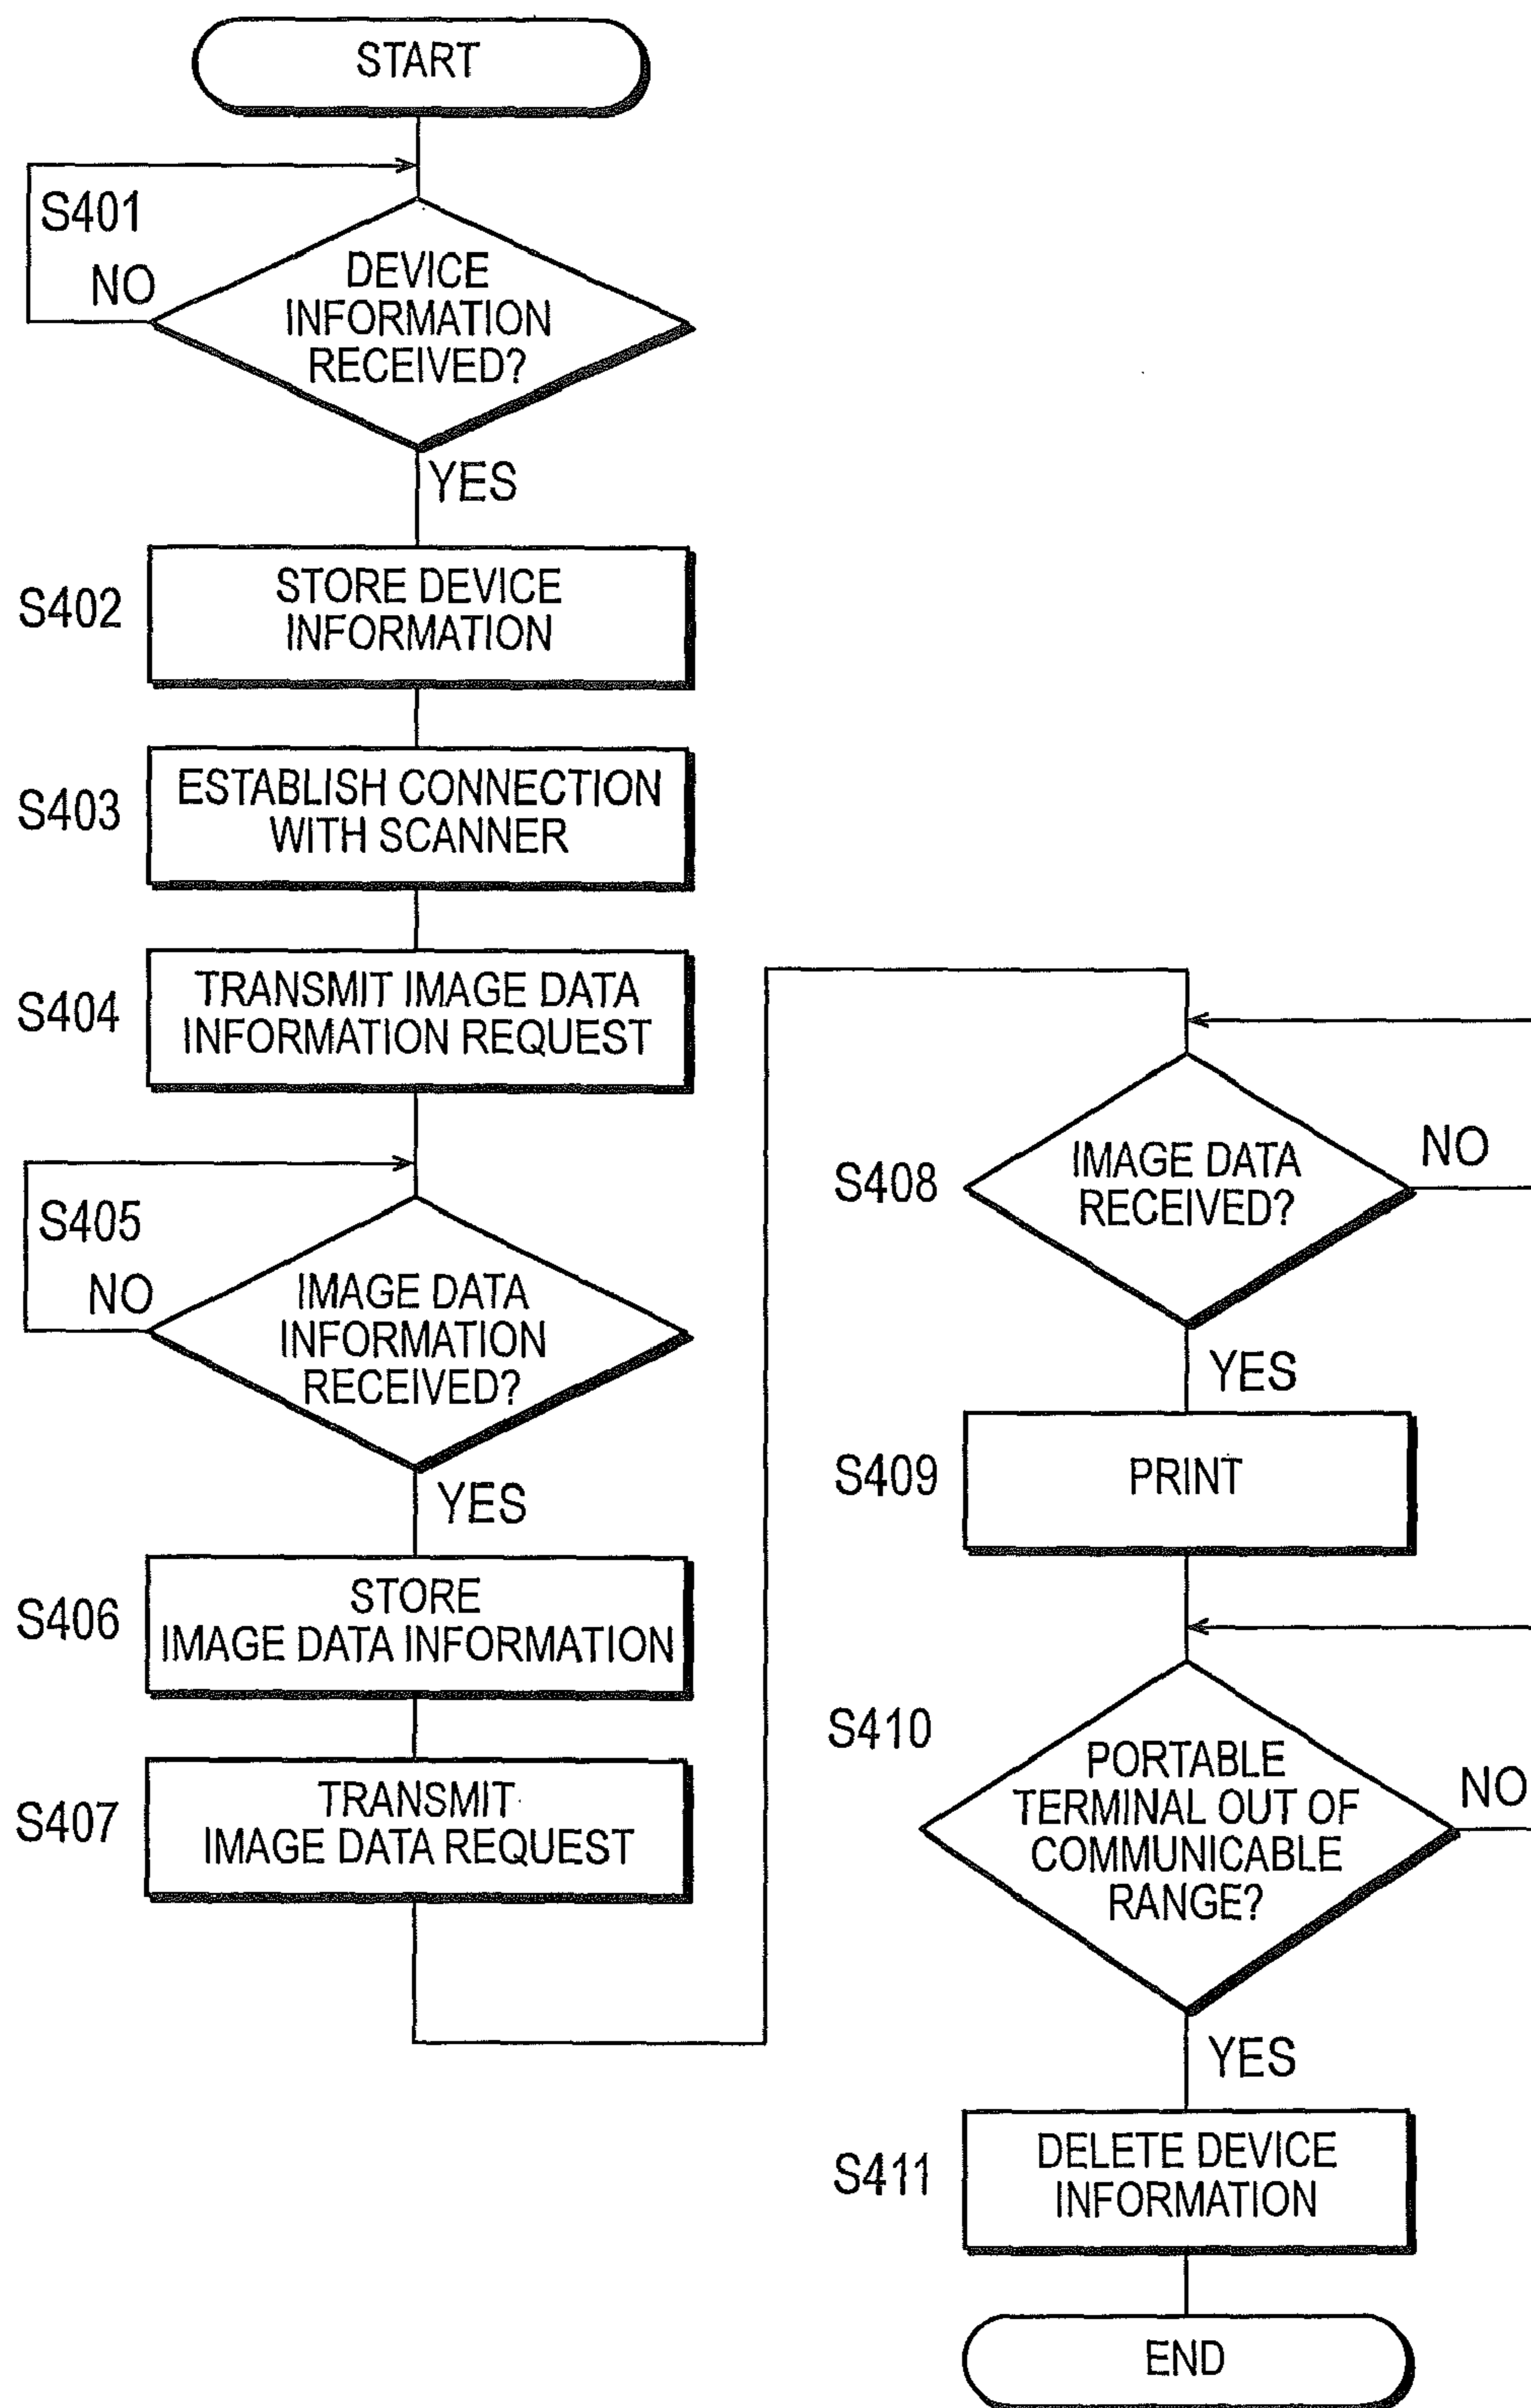 START
S401
NO
DEVICE
INFORMATION
RECEIVED?
YES
S402
STORE DEVICE
INFORMATION
S403
ESTABLISH CONNECTION
WITH SCANNER
S404
TRANSMIT IMAGE DATA
INFORMATION REQUEST
S405
NO
IMAGE DATA
INFORMATION
RECEIVED?
YES
S406
STORE
IMAGE DATA INFORMATION
S407
TRANSMIT
IMAGE DATA REQUEST
S408
IMAGE DATA
RECEIVED?
NO
YES
S409
PRINT
S410
PORTABLE
TERMINAL OUT OF
COMMUNICABLE
RANGE?
NO
YES
S411
DELETE DEVICE
INFORMATION
END